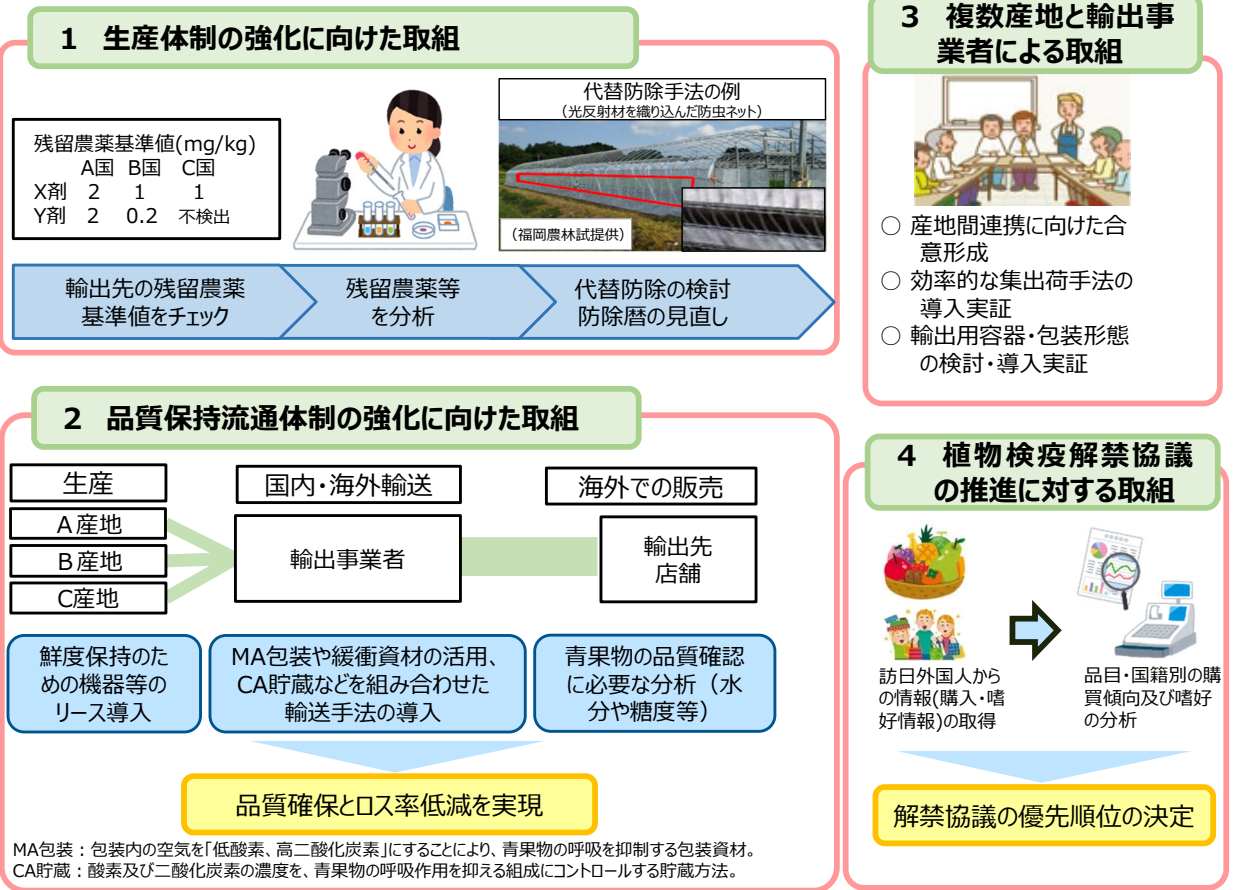 1 生産体制の強化に向けた取組
残留農薬基準値(mg/kg)
A国 B国 C国
X剤 2 1 1
Y剤 2 0.2 不検出
代替防除手法の例
（光反射材を織り込んだ防虫ネット）
（福岡農林試提供）
輸出先の残留農薬
基準値をチェック
残留農薬等
を分析
代替防除の検討
防除暦の見直し
2 品質保持流通体制の強化に向けた取組
生産
国内・海外輸送
海外での販売
A産地
B産地
C産地
輸出事業者
輸出先
店舗
鮮度保持のた
めの機器等の
リース導入
MA包装や緩衝資材の活用、
CA貯蔵などを組み合わせた
輸送手法の導入
青果物の品質確認
に必要な分析（水
分や糖度等）
品質確保とロス率低減を実現
MA包装：包装内の空気を「低酸素、高二酸化炭素」にすることにより、青果物の呼吸を抑制する包装資材。
CA貯蔵：酸素及び二酸化炭素の濃度を、青果物の呼吸作用を抑える組成にコントロールする貯蔵方法。
3 複数産地と輸出事
業者による取組
○ 産地間連携に向けた合
意形成
○ 効率的な集出荷手法の
導入実証
○ 輸出用容器・包装形態
の検討・導入実証
4 植物検疫解禁協議
の推進に対する取組
訪日外国人から
の情報(購入・嗜
好情報)の取得
品目・国籍別の購
買傾向及び嗜好
の分析
解禁協議の優先順位の決定